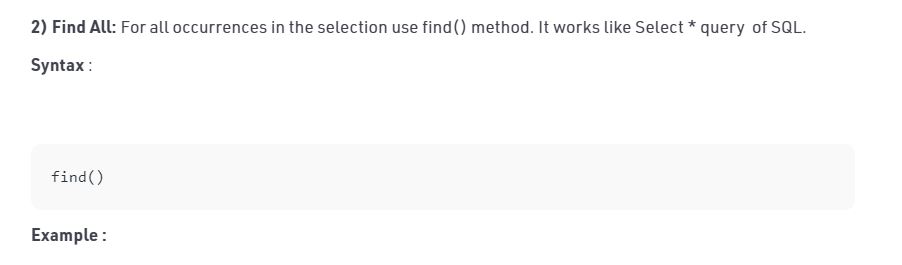 2) Find All: For all occurrences in the selection use find() method. It works like Select * query of SQL.
Syntax :
find()
Example :